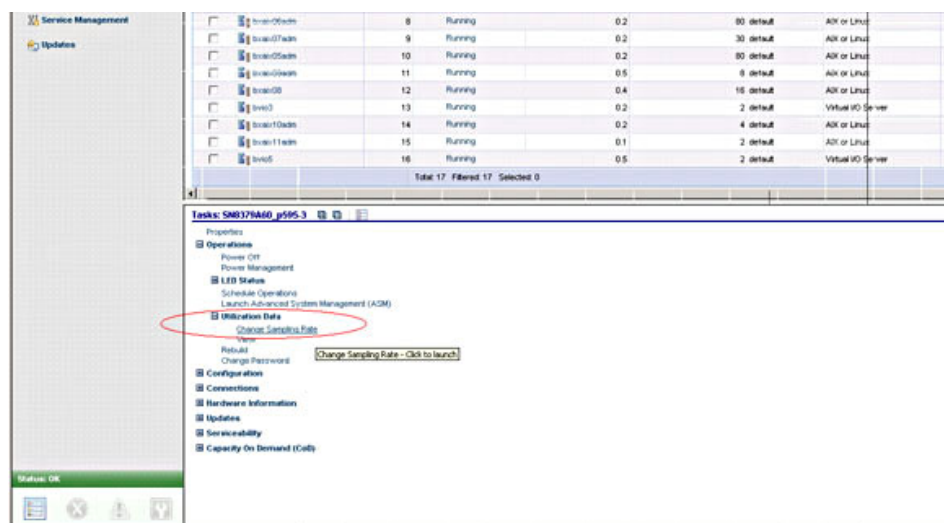 Service Management
Updates
8 Running 0.2 80 default AIX or Linux
9 Running 0.2 30 default AIX or Linux
10 Running 0.2 80 default AIX or Linux
11 Running 0.5 8 default AIX or Linux
12 Running 0.4 16 default AIX or Linux
bvio3 13 Running 0.2 2 default Virtual I/O Server
14 Running 0.2 4 default AIX or Linux
15 Running 0.1 2 default AIX or Linux
bvio5 16 Running 0.5 2 default Virtual I/O Server
Total: 17 Filtered: 17 Selected: 0
Tasks: SN8379A60_p595-3
Properties
Operations
Power Off
Power Management
LED Status
Schedule Operations
Launch Advanced System Management (ASM)
Utilization Data
Change Sampling Rate
View
Rebuild
Change Sampling Rate - Click to launch
Change Password
Configuration
Connections
Hardware Information
Updates
Serviceability
Capacity On Demand (CoD)
Status: OK